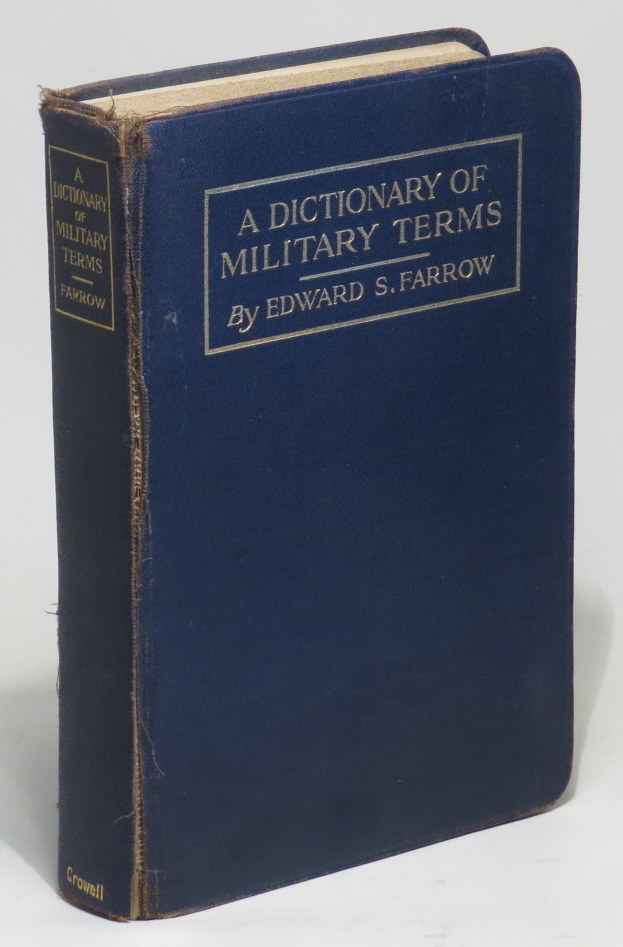 A
DICTIONARY
OF
MILITARY
TERMS
FARROW
Crowell
A DICTIONARY OF
MILITARY TERMS
By EDWARD S. FARROW